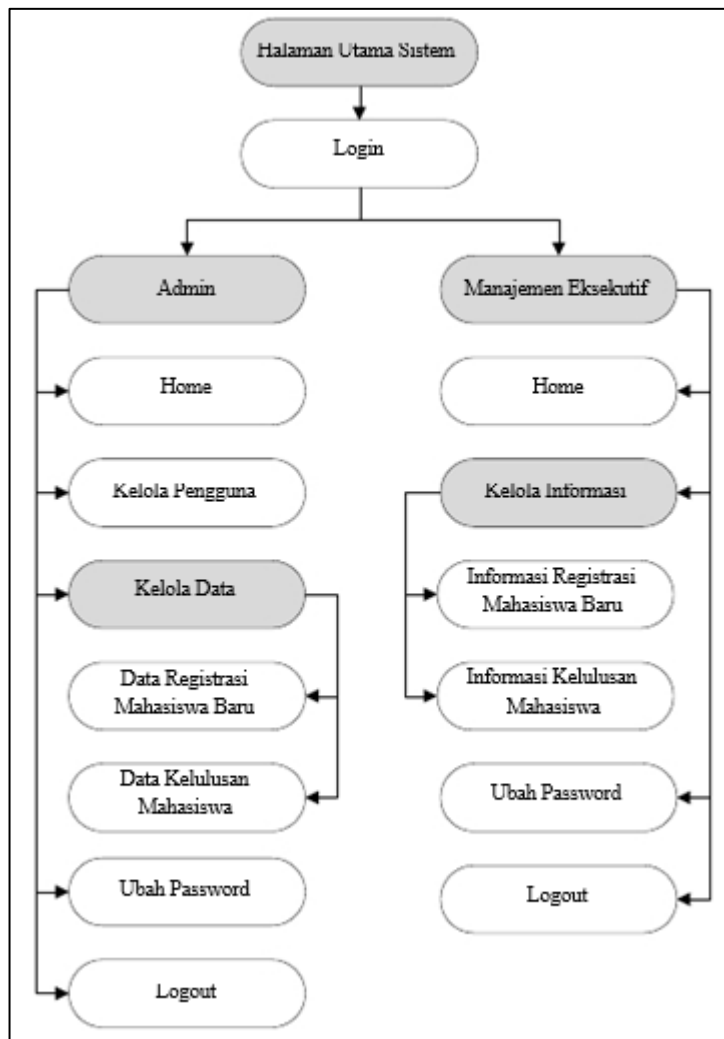 Halaman Utama Sistem
Login
Admin
Home
Kelola Pengguna
Kelola Data
Data Registrasi
Mahasiswa Baru
Data Kelulusan
Mahasiswa
Ubah Password
Logout
Manajemen Eksekutif
Home
Kelola Informasi
Informasi Registrasi
Mahasiswa Baru
Informasi Kelulusan
Mahasiswa
Ubah Password
Logout